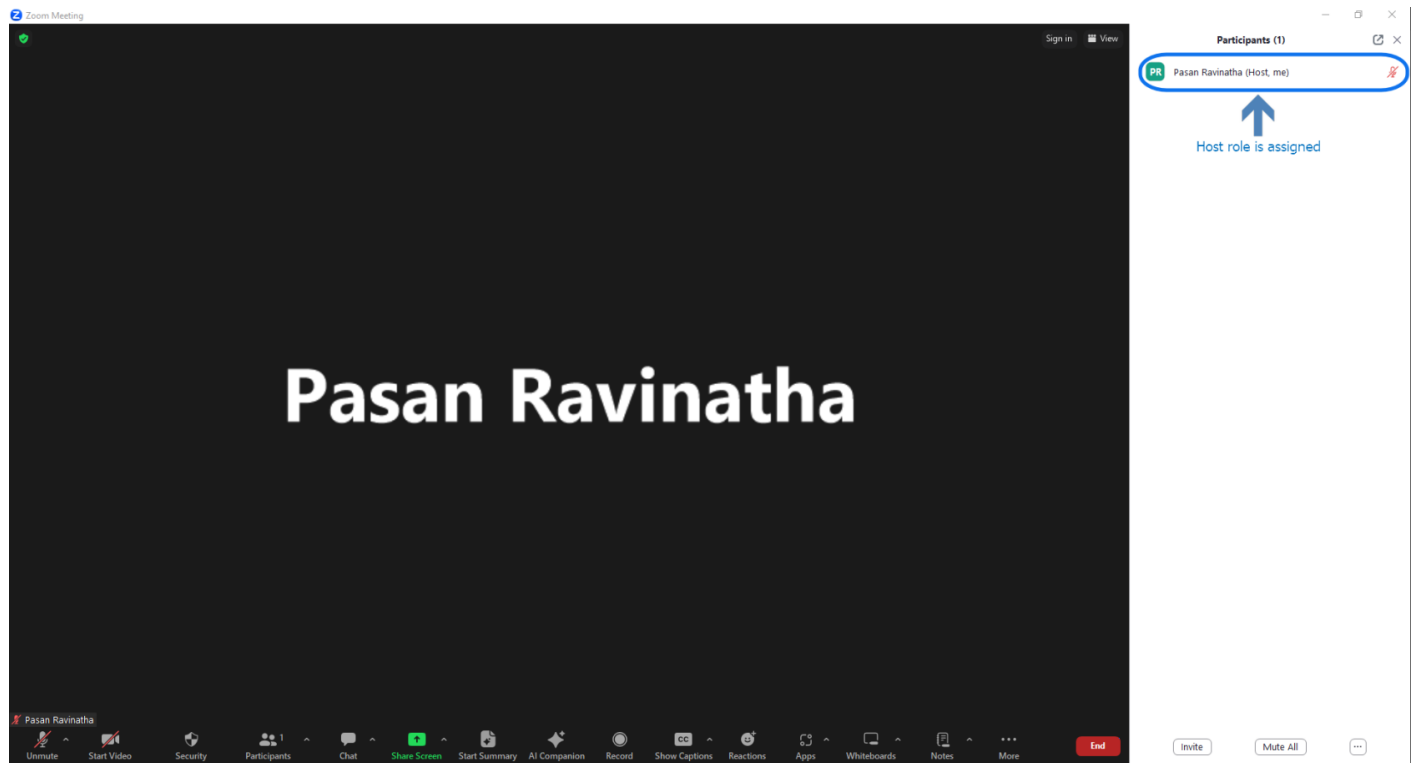 Zoom Meeting
Sign in View
Participants (1)
PR Pasan Ravinatha (Host, me)
Host role is assigned
Pasan Ravinatha
Pasan Ravinatha
1
Unmute Start Video Security Participants Chat Share Screen Start Summary AI Companion Record CC Show Captions Reactions Apps Whiteboards Notes More
End
Invite Mute All